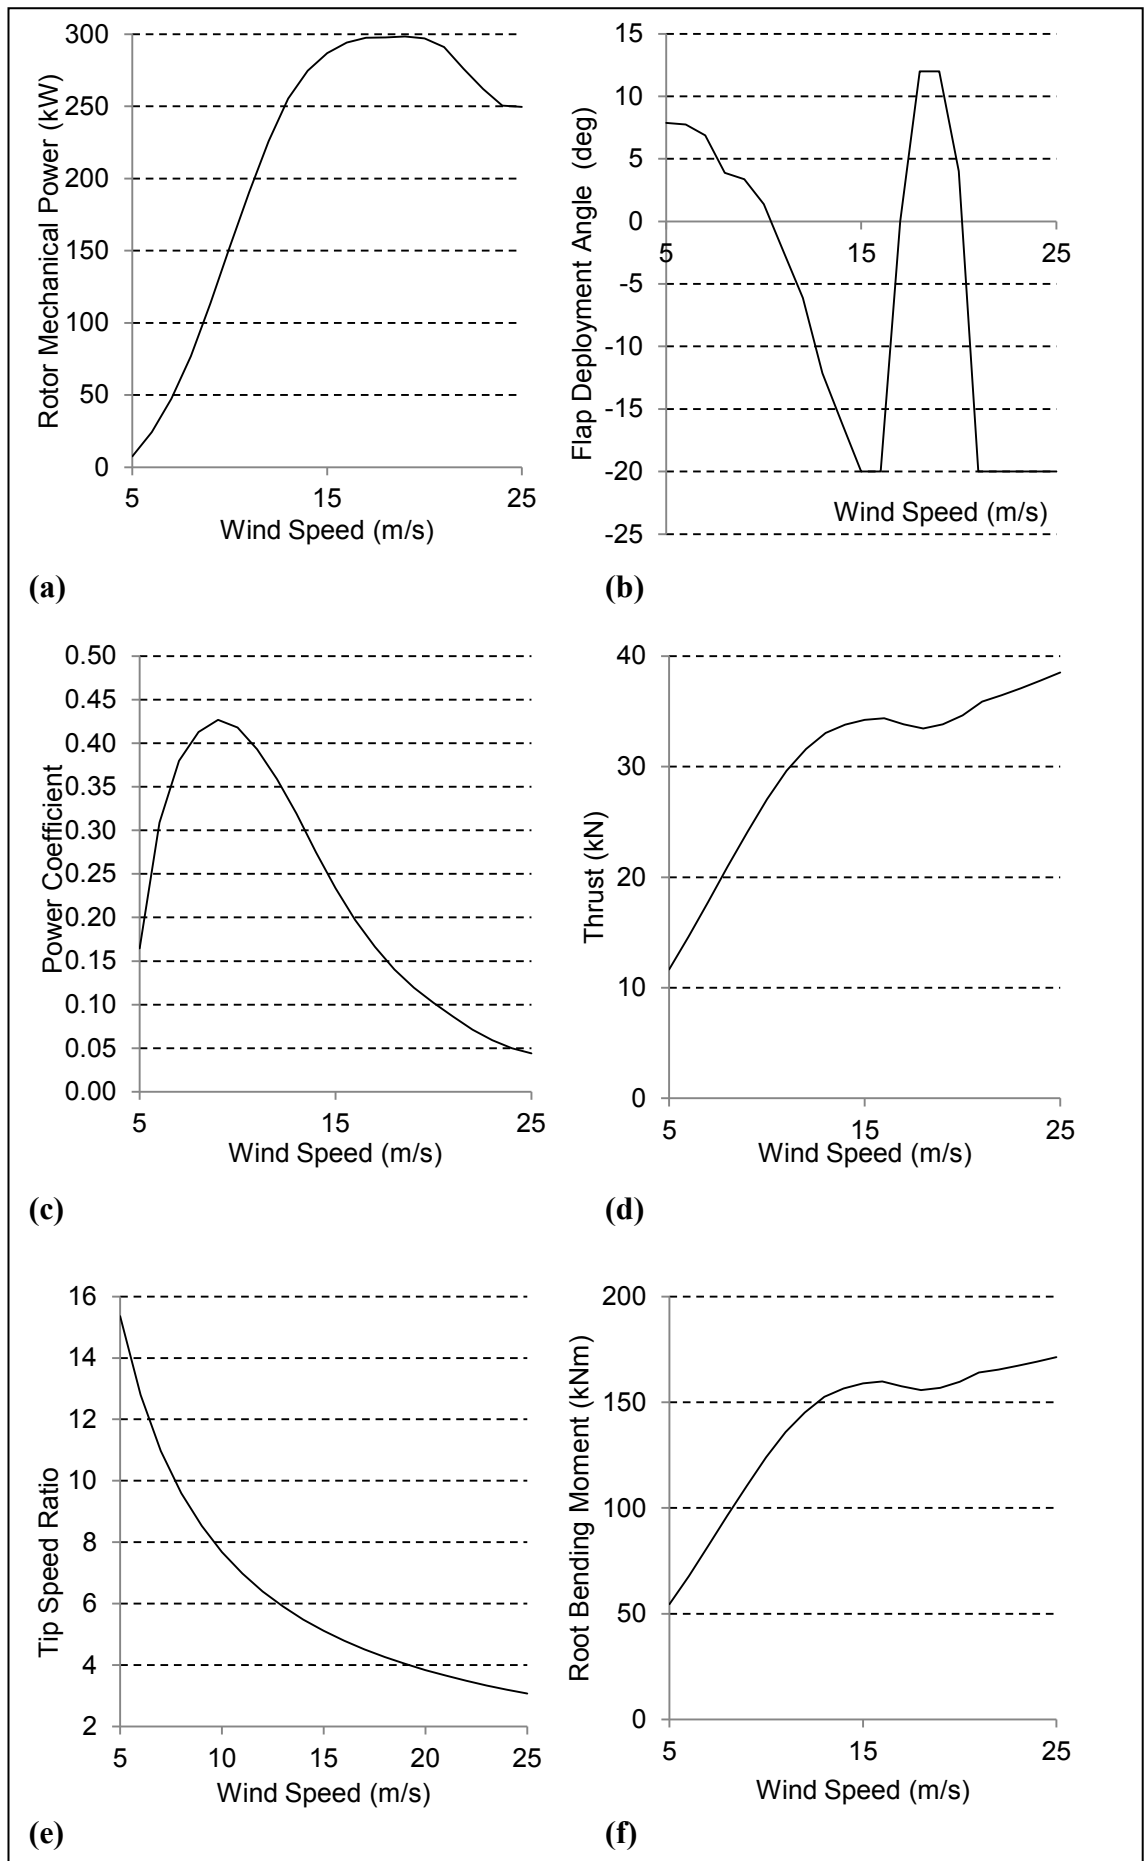 300
250
200
150
100
50
0
5 15 25
Rotor Mechanical Power (kW)
Wind Speed (m/s)
(a)
15
10
5
0
-5
-10
-15
-20
-25
5 15 25
Flap Deployment Angle (deg)
Wind Speed (m/s)
(b)
0.50
0.45
0.40
0.35
0.30
0.25
0.20
0.15
0.10
0.05
0.00
5 15 25
Power Coefficient
Wind Speed (m/s)
(c)
40
30
20
10
0
5 15 25
Thrust (kN)
Wind Speed (m/s)
(d)
16
14
12
10
8
6
4
2
5 10 15 20 25
Tip Speed Ratio
Wind Speed (m/s)
(e)
200
150
100
50
0
5 15 25
Root Bending Moment (kNm)
Wind Speed (m/s)
(f)